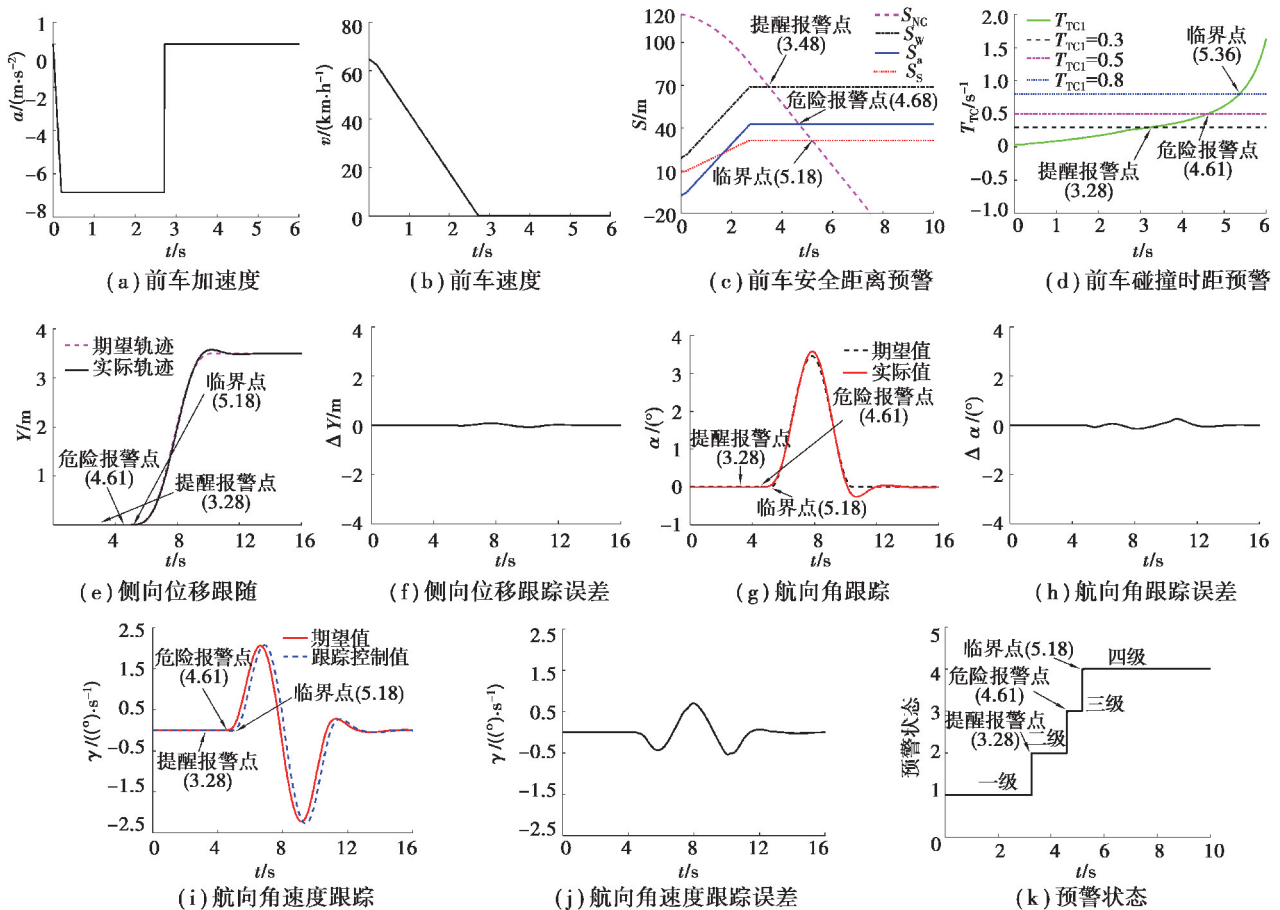 a/(m·s⁻²)
0
−2
−4
−6
−8
0 1 2 3 4 5 6
t/s
(a)前车加速度
v/(km·h⁻¹)
80
60
40
20
0
0 1 2 3 4 5 6
t/s
(b)前车速度
S/m
120
100
70
40
10
−20
提醒报警点
(3.48)
S_NC
S_W
S_a
S_S
危险报警点(4.68)
临界点(5.18)
0 2 4 6 8 10
t/s
(c)前车安全距离预警
T_TC/s⁻¹
2.0
1.5
1.0
0.5
0
−0.5
−1.0
T_TC1
T_TC1=0.3
T_TC1=0.5
T_TC1=0.8
临界点
(5.36)
提醒报警点
(3.28)
危险报警点
(4.61)
0 1 2 3 4 5 6
t/s
(d)前车碰撞时距预警
Y/m
4
3
2
1
期望轨迹
实际轨迹
临界点
(5.18)
危险报警点
(4.61)
提醒报警点
(3.28)
4 8 12 16
t/s
(e)侧向位移跟随
Δ Y/m
4
2
0
−2
−4
0 4 8 12 16
t/s
(f)侧向位移跟踪误差
α/(°)
4
3
2
1
0
−1
期望值
实际值
危险报警点
(4.61)
提醒报警点
(3.28)
临界点(5.18)
0 4 8 12 16
t/s
(g)航向角跟踪
Δ α/(°)
4
2
0
−2
−4
0 4 8 12 16
t/s
(h)航向角跟踪误差
γ/((°)·s⁻¹)
2.5
1.5
0.5
−0.5
−1.5
−2.5
期望值
跟踪控制值
危险报警点
(4.61)
临界点(5.18)
提醒报警点
(3.28)
0 4 8 12 16
t/s
(i)航向角速度跟踪
γ/((°)·s⁻¹)
2.5
1.5
0.5
−0.5
−1.5
−2.5
0 4 8 12 16
t/s
(j)航向角速度跟踪误差
预警状态
5
4
3
2
1
0
临界点(5.18)
四级
危险报警点
(4.61)
三级
提醒报警点
(3.28)
二级
一级
0 2 4 6 8 10
t/s
(k)预警状态